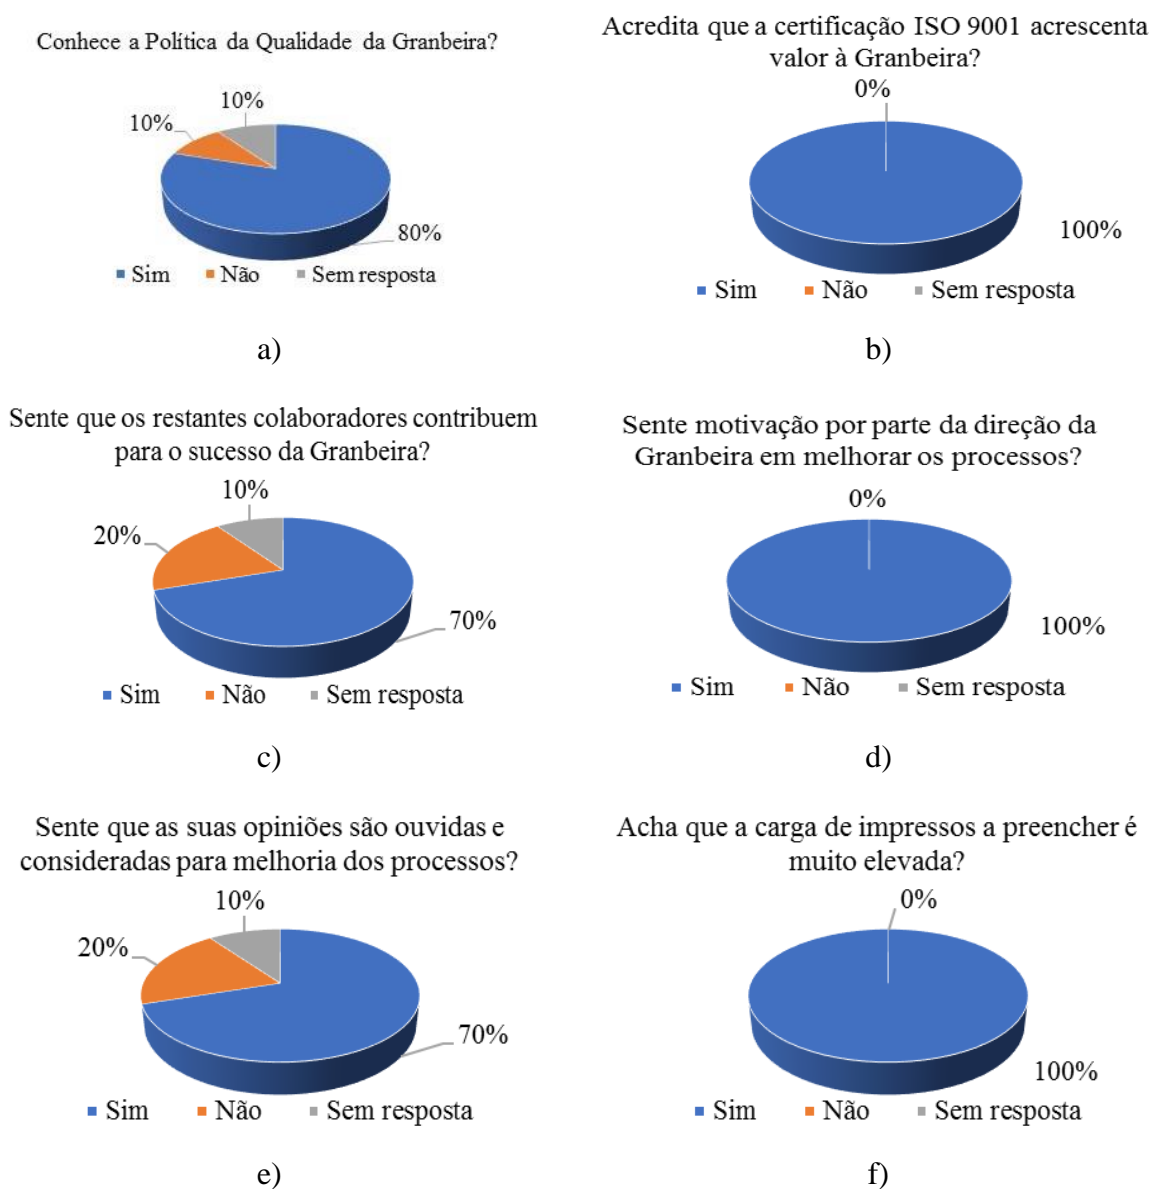 Conhece a Política da Qualidade da Granbeira?
10%
10%
80%
Sim Não Sem resposta
a)
Acredita que a certificação ISO 9001 acrescenta
valor à Granbeira?
0%
100%
Sim Não Sem resposta
b)
Sente que os restantes colaboradores contribuem
para o sucesso da Granbeira?
10%
20%
70%
Sim Não Sem resposta
c)
Sente motivação por parte da direção da
Granbeira em melhorar os processos?
0%
100%
Sim Não Sem resposta
d)
Sente que as suas opiniões são ouvidas e
consideradas para melhoria dos processos?
10%
20%
70%
Sim Não Sem resposta
e)
Acha que a carga de impressos a preencher é
muito elevada?
0%
100%
Sim Não Sem resposta
f)